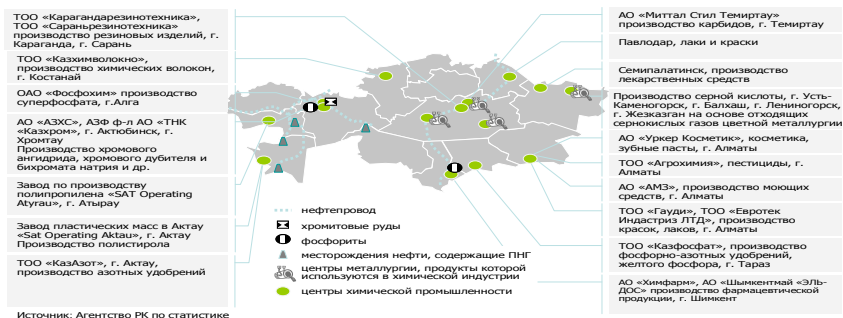 ТОО «Карагандарезинотехника»,
ТОО «Сараньрезинотехника»
производство резиновых изделий, г.
Караганда, г. Сарань
ТОО «Казхимволокно»,
производство химических волокон,
г. Костанай
ОАО «Фосфохим» производство
суперфосфата, г.Алга
АО «АЗХС», АЗФ ф-л АО «ТНК
«Казхром», г. Актюбинск, г.
Хромтау
Производство хромового
ангидрида, хромового дубителя и
бихромата натрия и др.
Завод по производству
полипропилена «SAT Operating
Atyrau», г. Атырау
Завод пластических масс в Актау
«Sat Operating Aktau», г. Актау
Производство полистирола
ТОО «КазАзот», г. Актау,
производство азотных удобрений
Источник: Агентство РК по статистике
нефтепровод
хромитовые руды
фосфориты
месторождения нефти, содержащие ПНГ
центры металлургии, продукты которой
используются в химической индустрии
центры химической промышленности
АО «Миттал Стил Темиртау»
производство карбидов, г. Темиртау
Павлодар, лаки и краски
Семипалатинск, производство
лекарственных средств
Производство серной кислоты, г. Усть-
Каменогорск, г. Балхаш, г. Лениногорск,
г. Жезказган на основе отходящих
сернокислых газов цветной металлургии
АО «Уркер Косметик», косметика,
зубные пасты, г. Алматы
ТОО «Агрохимия», пестициды, г.
Алматы
АО «АМЗ», производство моющих
средств, г. Алматы
ТОО «Гауди», ТОО «Евротек
Индастриз ЛТД», производство
красок, лаков, г. Алматы
ТОО «Казфосфат», производство
фосфорно-азотных удобрений,
желтого фосфора, г. Тараз
АО «Химфарм», АО «Шымкентмай «ЭЛЬ-
ДОС» производство фармацевтической
продукции, г. Шимкент